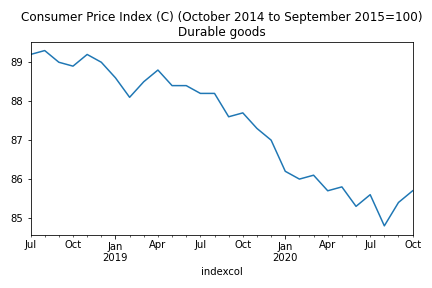 Consumer Price Index (C) (October 2014 to September 2015=100)
Durable goods
89
88
87
86
85
Jul Oct Jan Apr Jul Oct Jan Apr Jul Oct
2019 2020
indexcol